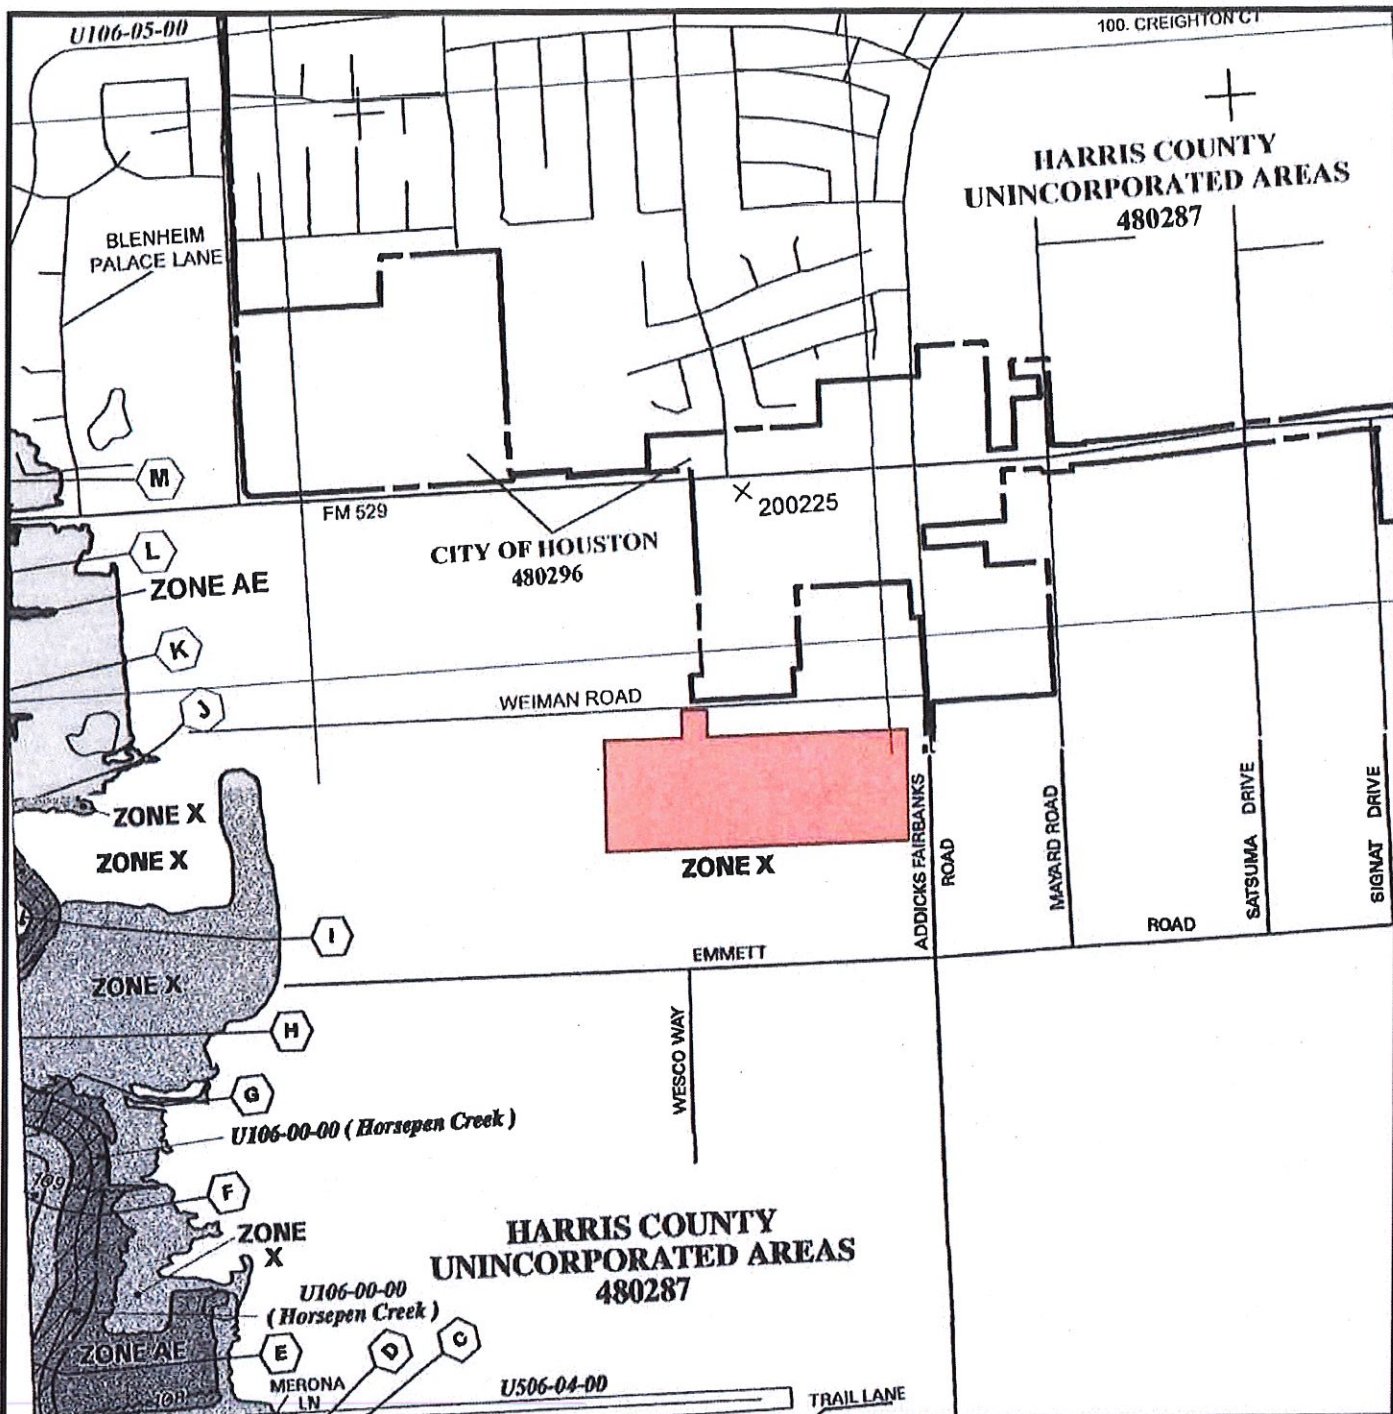 U106-05-00
100. CREIGHTON CT
HARRIS COUNTY
UNINCORPORATED AREAS
480287
BLENHEIM
PALACE LANE
M
FM 529
200225
L
CITY OF HOUSTON
480296
ZONE AE
K
J
WEIMAN ROAD
ZONE X
ZONE X
ZONE X
ADDICKS FAIRBANKS
ROAD
MAYARD ROAD
SATSUMA DRIVE
SIGNAT DRIVE
I
ROAD
EMMETT
ZONE X
H
WESCO WAY
G
U106-00-00 ( Horsepen Creek )
109
F
ZONE
X
HARRIS COUNTY
UNINCORPORATED AREAS
480287
U106-00-00
( Horsepen Creek )
ZONE AE
E
D
C
MERONA
LN
U506-04-00
TRAIL LANE
108